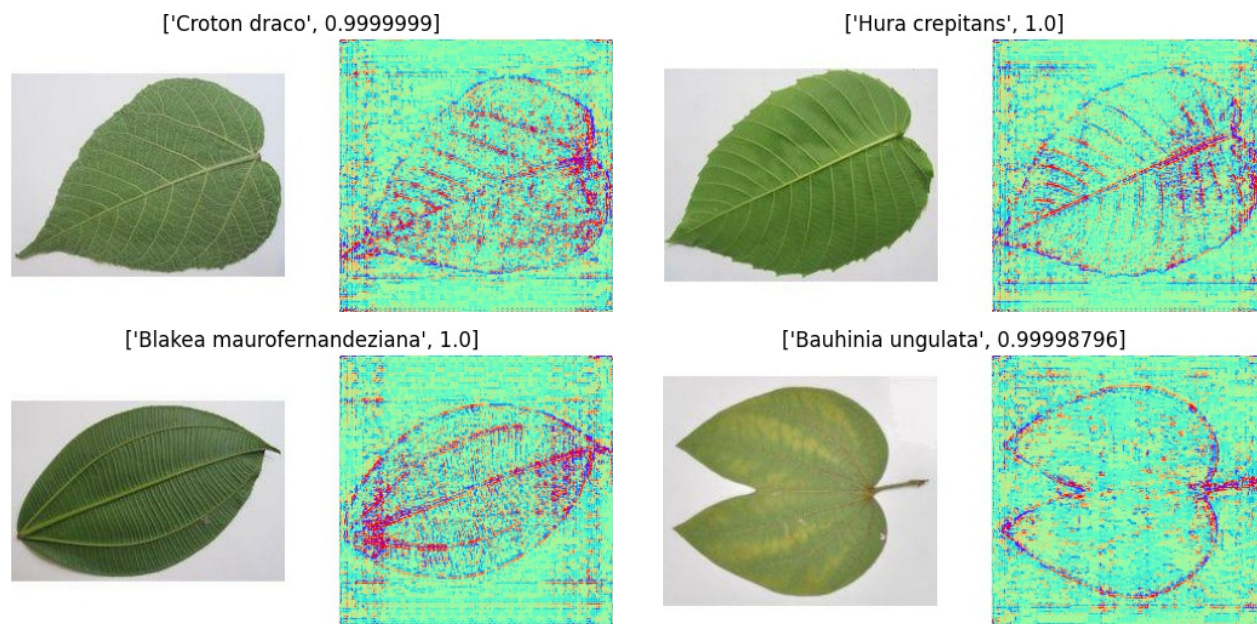 ['Croton draco', 0.9999999]
['Hura crepitans', 1.0]
['Blakea maurofernandeziana', 1.0]
['Bauhinia ungulata', 0.99998796]